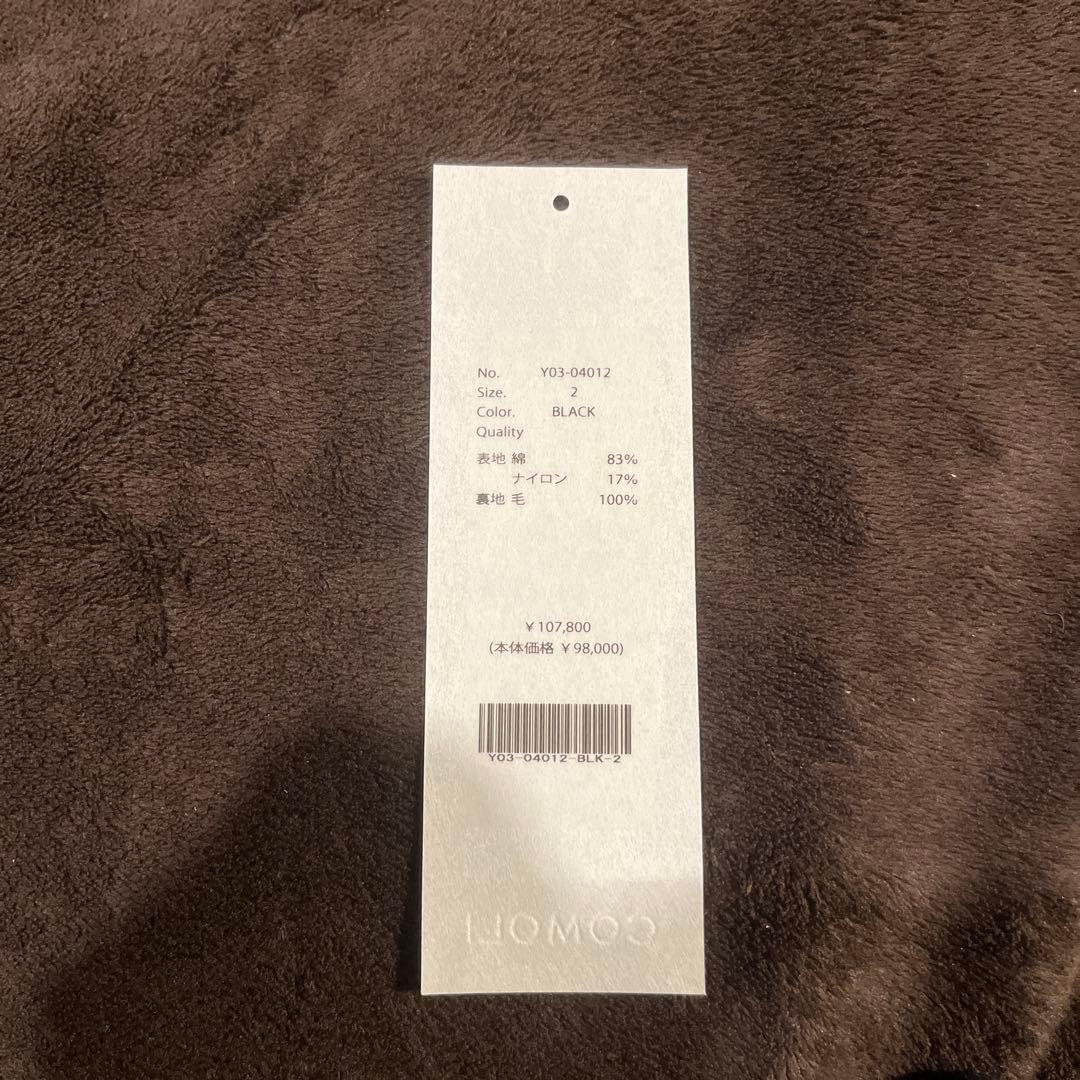 No. Y03-04012
Size. 2
Color. BLACK
Quality
表地 綿 83%
ナイロン 17%
裏地 毛 100%
¥107,800
(本体価格 ¥98,000)
Y03-04012-BLK-2
COMOLI